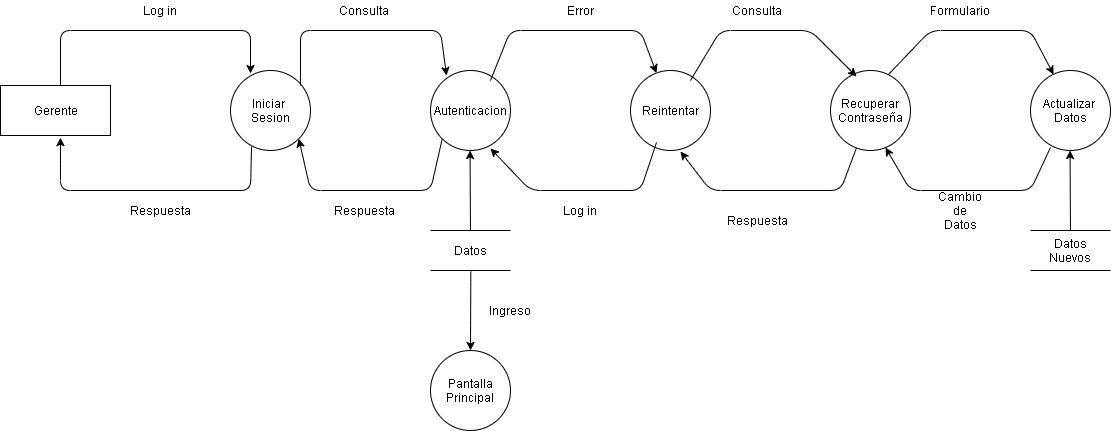 Log in
Consulta
Error
Consulta
Formulario
Gerente
Iniciar
Sesion
Autenticacion
Reintentar
Recuperar
Contraseña
Actualizar
Datos
Respuesta
Respuesta
Log in
Respuesta
Cambio
de
Datos
Datos
Datos
Nuevos
Ingreso
Pantalla
Principal